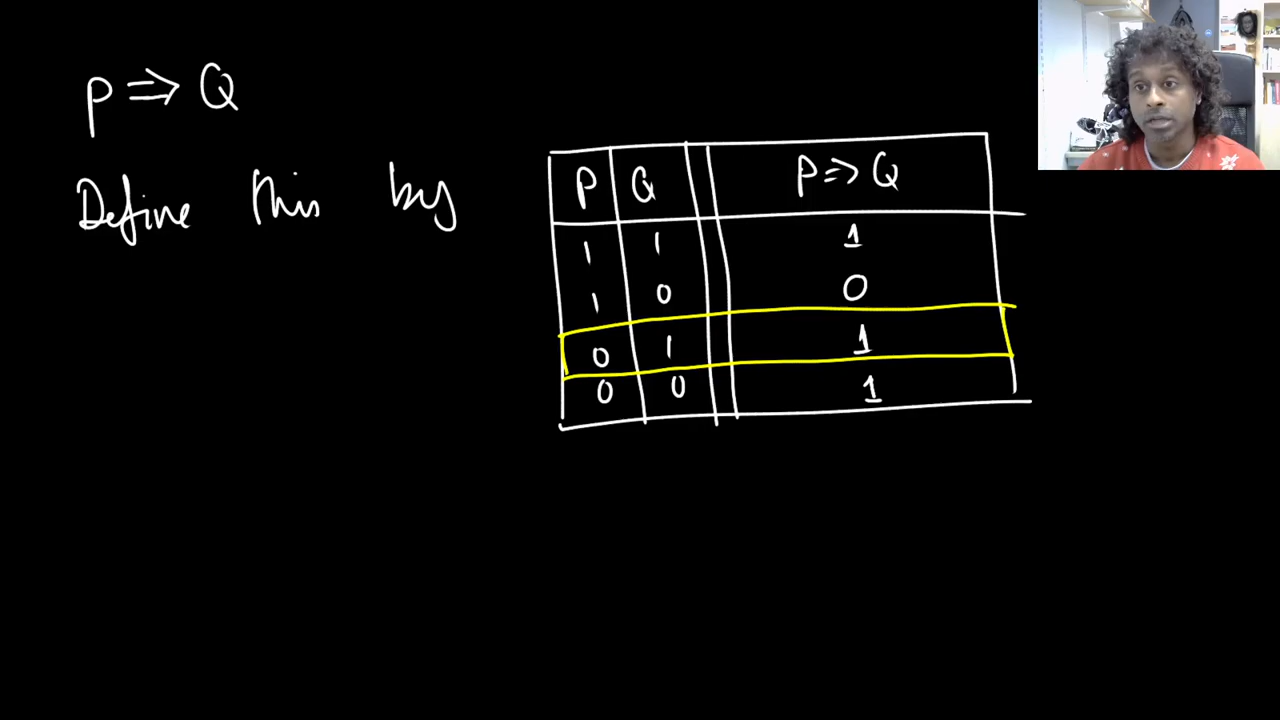 P ⇒ Q
Define this by
P Q P ⇒ Q
1 1 1
1 0 0
0 1 1
0 0 1